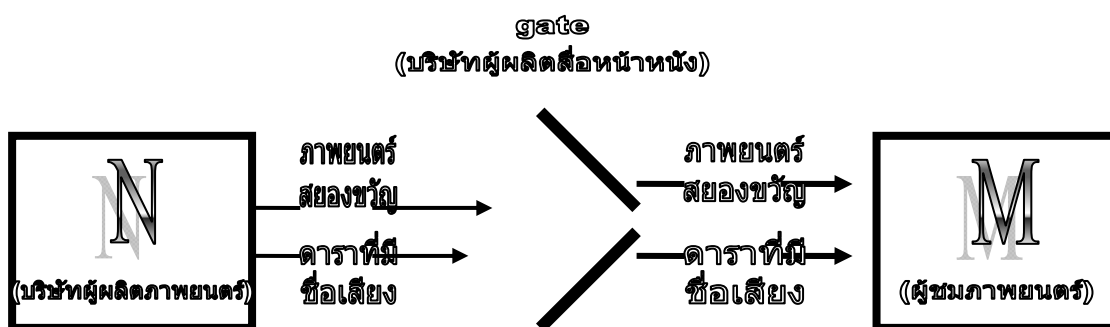 gate
(บริษัทผู้ผลิตสื่อหน้าหนัง)
N
(บริษัทผู้ผลิตภาพยนตร์)
ภาพยนตร์
สยองขวัญ
ดาราที่มี
ชื่อเสียง
ภาพยนตร์
สยองขวัญ
ดาราที่มี
ชื่อเสียง
M
(ผู้ชมภาพยนตร์)